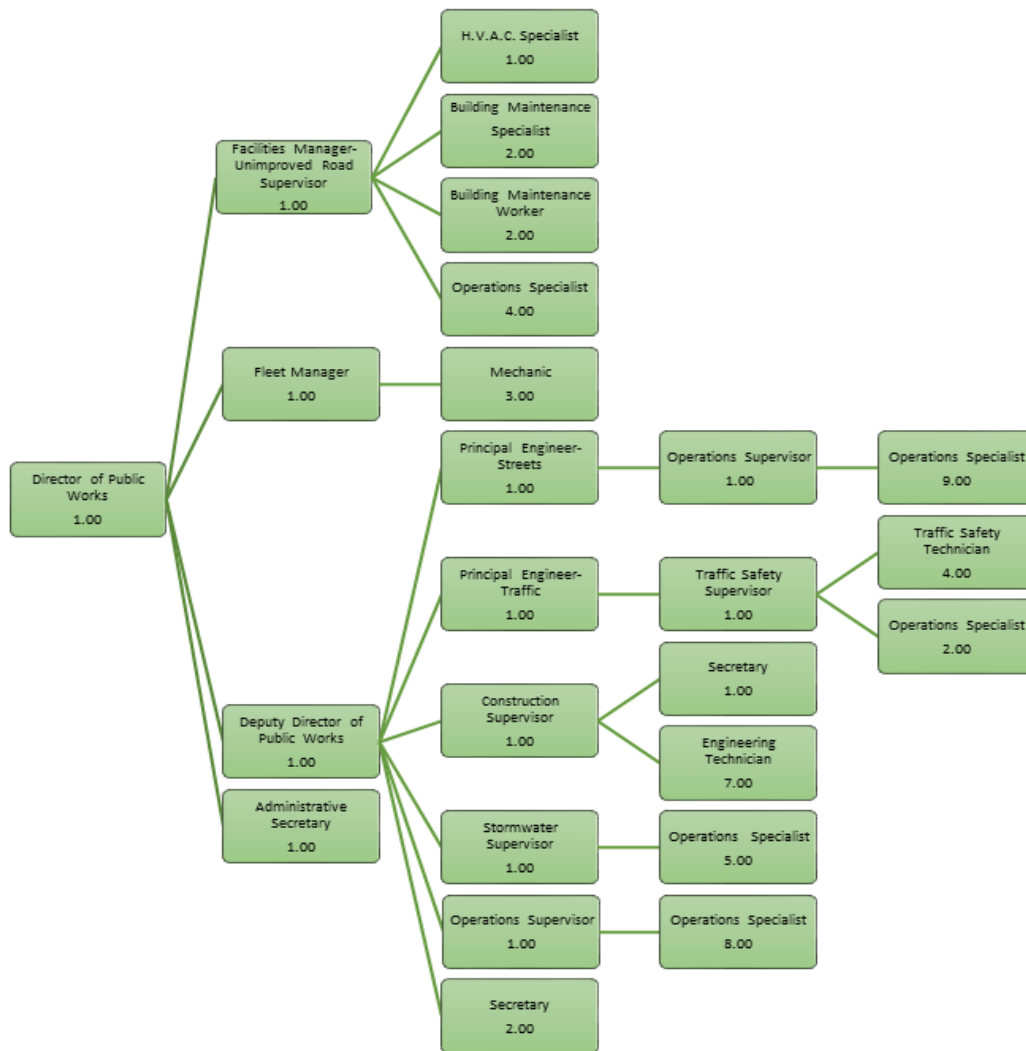 H.V.A.C. Specialist
1.00
Building Maintenance
Specialist
2.00
Facilities Manager-
Unimproved Road
Supervisor
1.00
Building Maintenance
Worker
2.00
Operations Specialist
4.00
Fleet Manager
1.00
Mechanic
3.00
Director of Public
Works
1.00
Principal Engineer-
Streets
1.00
Operations Supervisor
1.00
Operations Specialist
9.00
Traffic Safety
Technician
4.00
Principal Engineer-
Traffic
1.00
Traffic Safety
Supervisor
1.00
Operations Specialist
2.00
Deputy Director of
Public Works
1.00
Construction
Supervisor
1.00
Secretary
1.00
Engineering
Technician
7.00
Administrative
Secretary
1.00
Stormwater
Supervisor
1.00
Operations Specialist
5.00
Operations Supervisor
1.00
Operations Specialist
8.00
Secretary
2.00